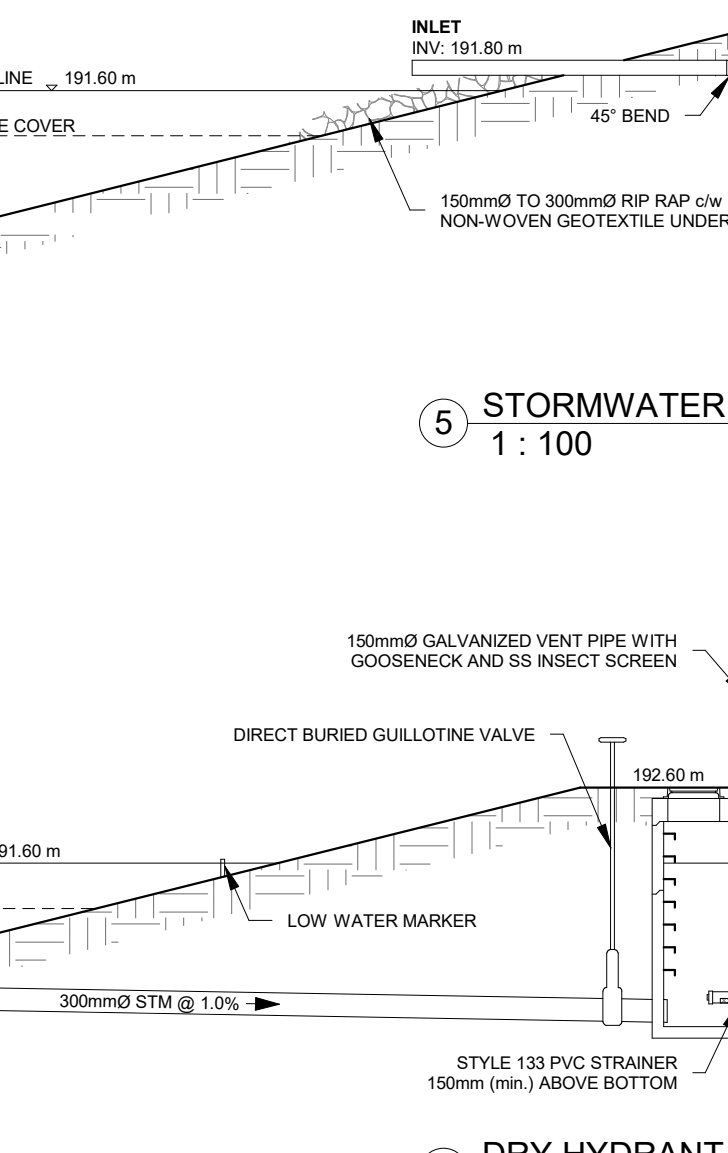 INLET
INV: 191.80 m
LINE 191.60 m
E COVER
45° BEND
150mmØ TO 300mmØ RIP RAP c/w
NON-WOVEN GEOTEXTILE UNDER
5 STORMWATER
1 : 100
150mmØ GALVANIZED VENT PIPE WITH
GOOSENECK AND SS INSECT SCREEN
DIRECT BURIED GUILLOTINE VALVE
192.60 m
91.60 m
LOW WATER MARKER
300mmØ STM @ 1.0%
STYLE 133 PVC STRAINER
150mm (min.) ABOVE BOTTOM
DRY HYDRANT